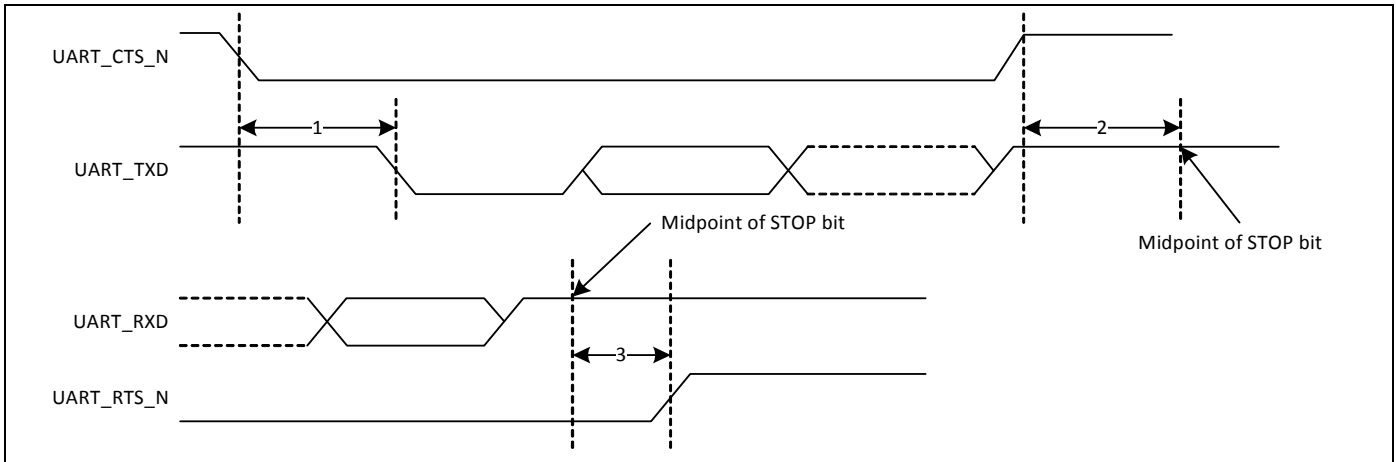 UART_CTS_N
1
2
UART_TXD
Midpoint of STOP bit
Midpoint of STOP bit
UART_RXD
3
UART_RTS_N